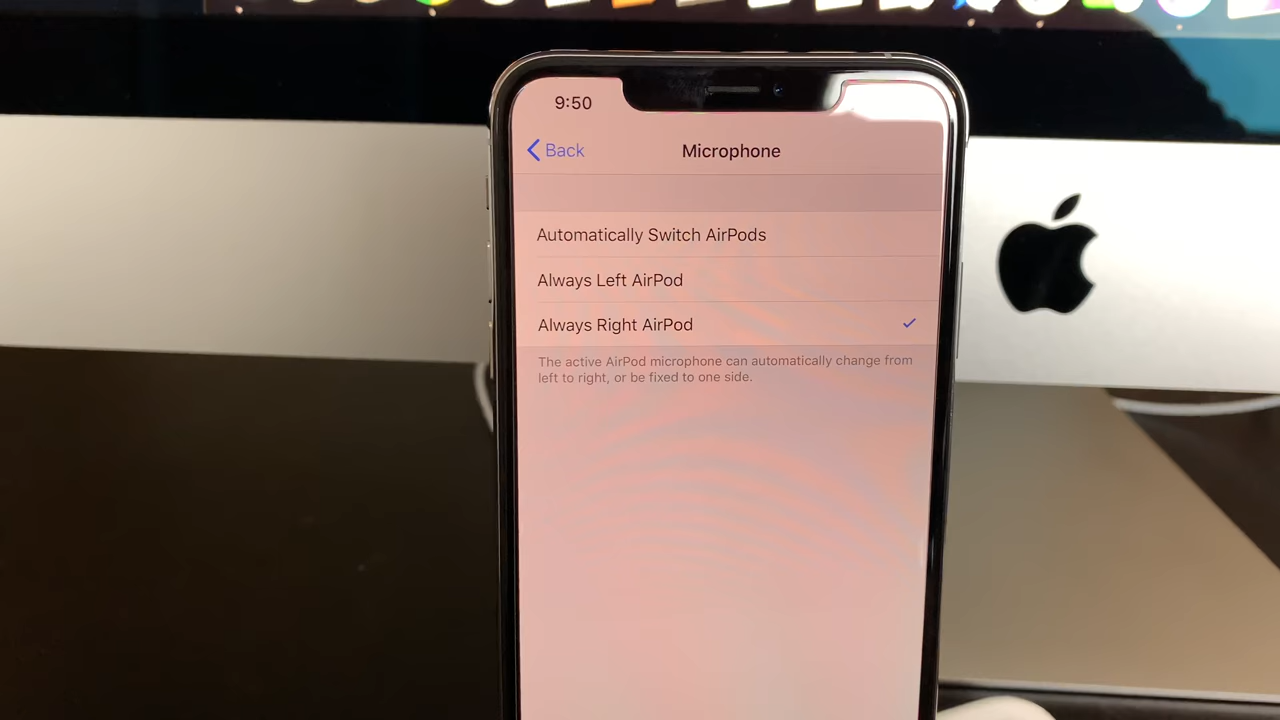 9:50
Back
Microphone
Automatically Switch AirPods
Always Left AirPod
Always Right AirPod
The active AirPod microphone can automatically change from
left to right, or be fixed to one side.